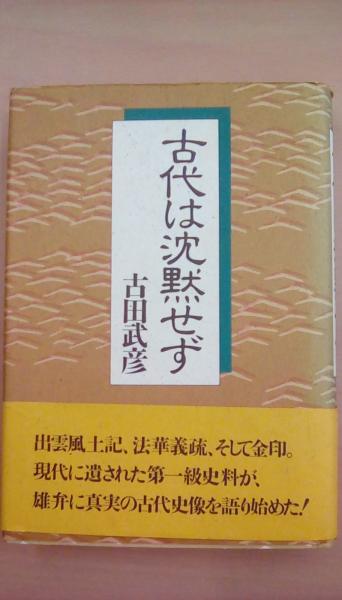 古代は沈黙せず
古田武彦
出雲風土記、法華義疏、そして金印。
現代に遺された第一級史料が、
雄弁に真実の古代史像を語り始めた!